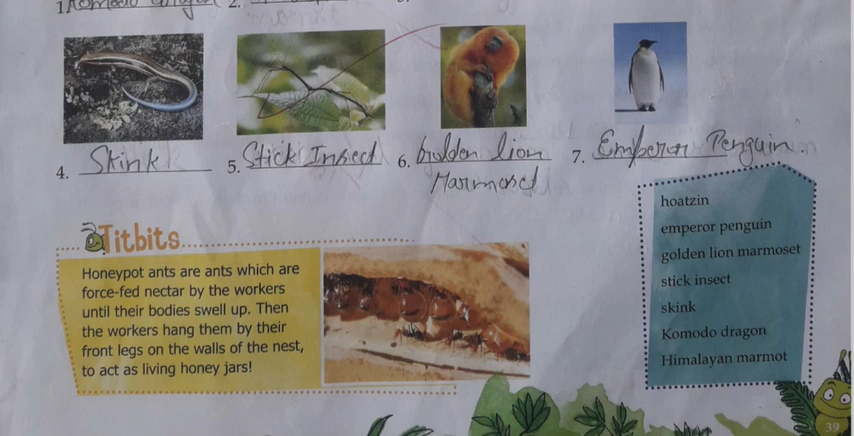 1. Komodo dragon 2.
4. Skink 5. Stick Insect 6. Golden lion 7. Emperor Penguin.
Marmoset
hoatzin
emperor penguin
golden lion marmoset
stick insect
skink
Komodo dragon
Himalayan marmot
Titbits
Honeypot ants are ants which are
force-fed nectar by the workers
until their bodies swell up. Then
the workers hang them by their
front legs on the walls of the nest,
to act as living honey jars!
39